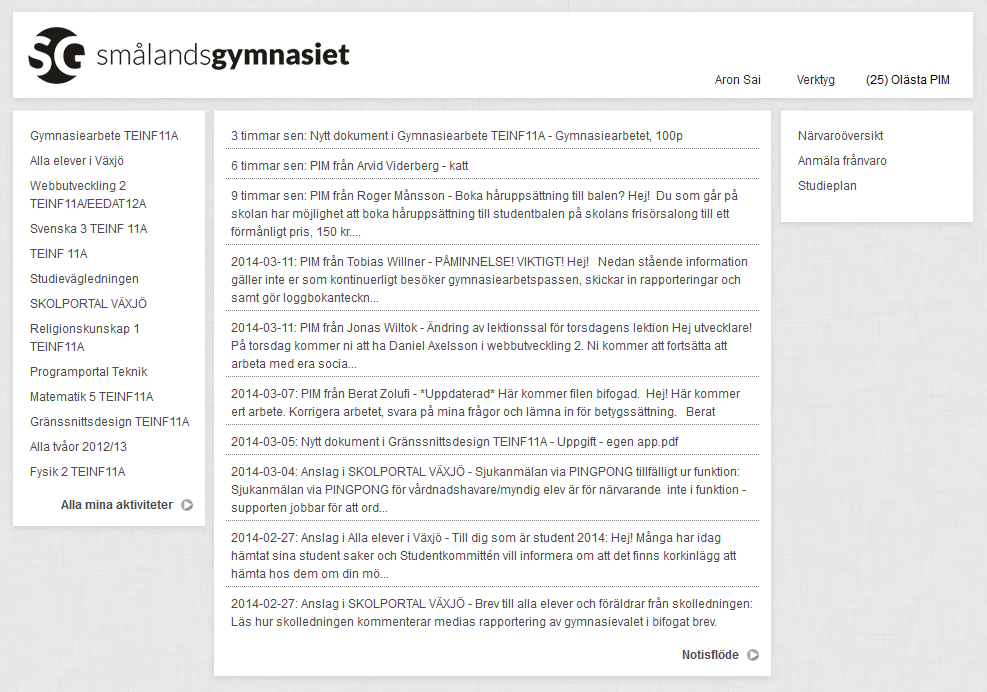 SG smålandsgymnasiet
Aron Sai Verktyg (25) Olästa PIM
Gymnasiearbete TEINF11A
Alla elever i Växjö
Webbutveckling 2
TEINF11A/EEDAT12A
Svenska 3 TEINF 11A
TEINF 11A
Studievägledningen
SKOLPORTAL VÄXJÖ
Religionskunskap 1
TEINF11A
Programportal Teknik
Matematik 5 TEINF11A
Gränssnittsdesign TEINF11A
Alla tvåor 2012/13
Fysik 2 TEINF11A
Alla mina aktiviteter
3 timmar sen: Nytt dokument i Gymnasiearbete TEINF11A - Gymnasiearbetet, 100p
6 timmar sen: PIM från Arvid Viderberg - katt
9 timmar sen: PIM från Roger Månsson - Boka håruppsättning till balen? Hej! Du som går på
skolan har möjlighet att boka håruppsättning till studentbalen på skolans frisörsalong till ett
förmånligt pris, 150 kr....
2014-03-11: PIM från Tobias Willner - PÅMINNELSE! VIKTIGT! Hej! Nedan stående information
gäller inte er som kontinuerligt besöker gymnasiearbetspassen, skickar in rapporteringar och
samt gör loggbokanteckn...
2014-03-11: PIM från Jonas Wiltok - Ändring av lektionssal för torsdagens lektion Hej utvecklare!
På torsdag kommer ni att ha Daniel Axelsson i webbutveckling 2. Ni kommer att fortsätta att
arbeta med era socia...
2014-03-07: PIM från Berat Zolufi - *Uppdaterad* Här kommer filen bifogad. Hej! Här kommer
ert arbete. Korrigera arbetet, svara på mina frågor och lämna in för betygssättning. Berat
2014-03-05: Nytt dokument i Gränssnittsdesign TEINF11A - Uppgift - egen app.pdf
2014-03-04: Anslag i SKOLPORTAL VÄXJÖ - Sjukanmälan via PINGPONG tillfälligt ur funktion:
Sjukanmälan via PINGPONG för vårdnadshavare/myndig elev är för närvarande inte i funktion -
supporten jobbar för att ord...
2014-02-27: Anslag i Alla elever i Växjö - Till dig som är student 2014: Hej! Många har idag
hämtat sina student saker och Studentkommittén vill informera om att det finns korkinlägg att
hämta hos dem om din mö...
2014-02-27: Anslag i SKOLPORTAL VÄXJÖ - Brev till alla elever och föräldrar från skolledningen:
Läs hur skolledningen kommenterar medias rapportering av gymnasievalet i bifogat brev.
Notisflöde
Närvaroöversikt
Anmäla frånvaro
Studieplan